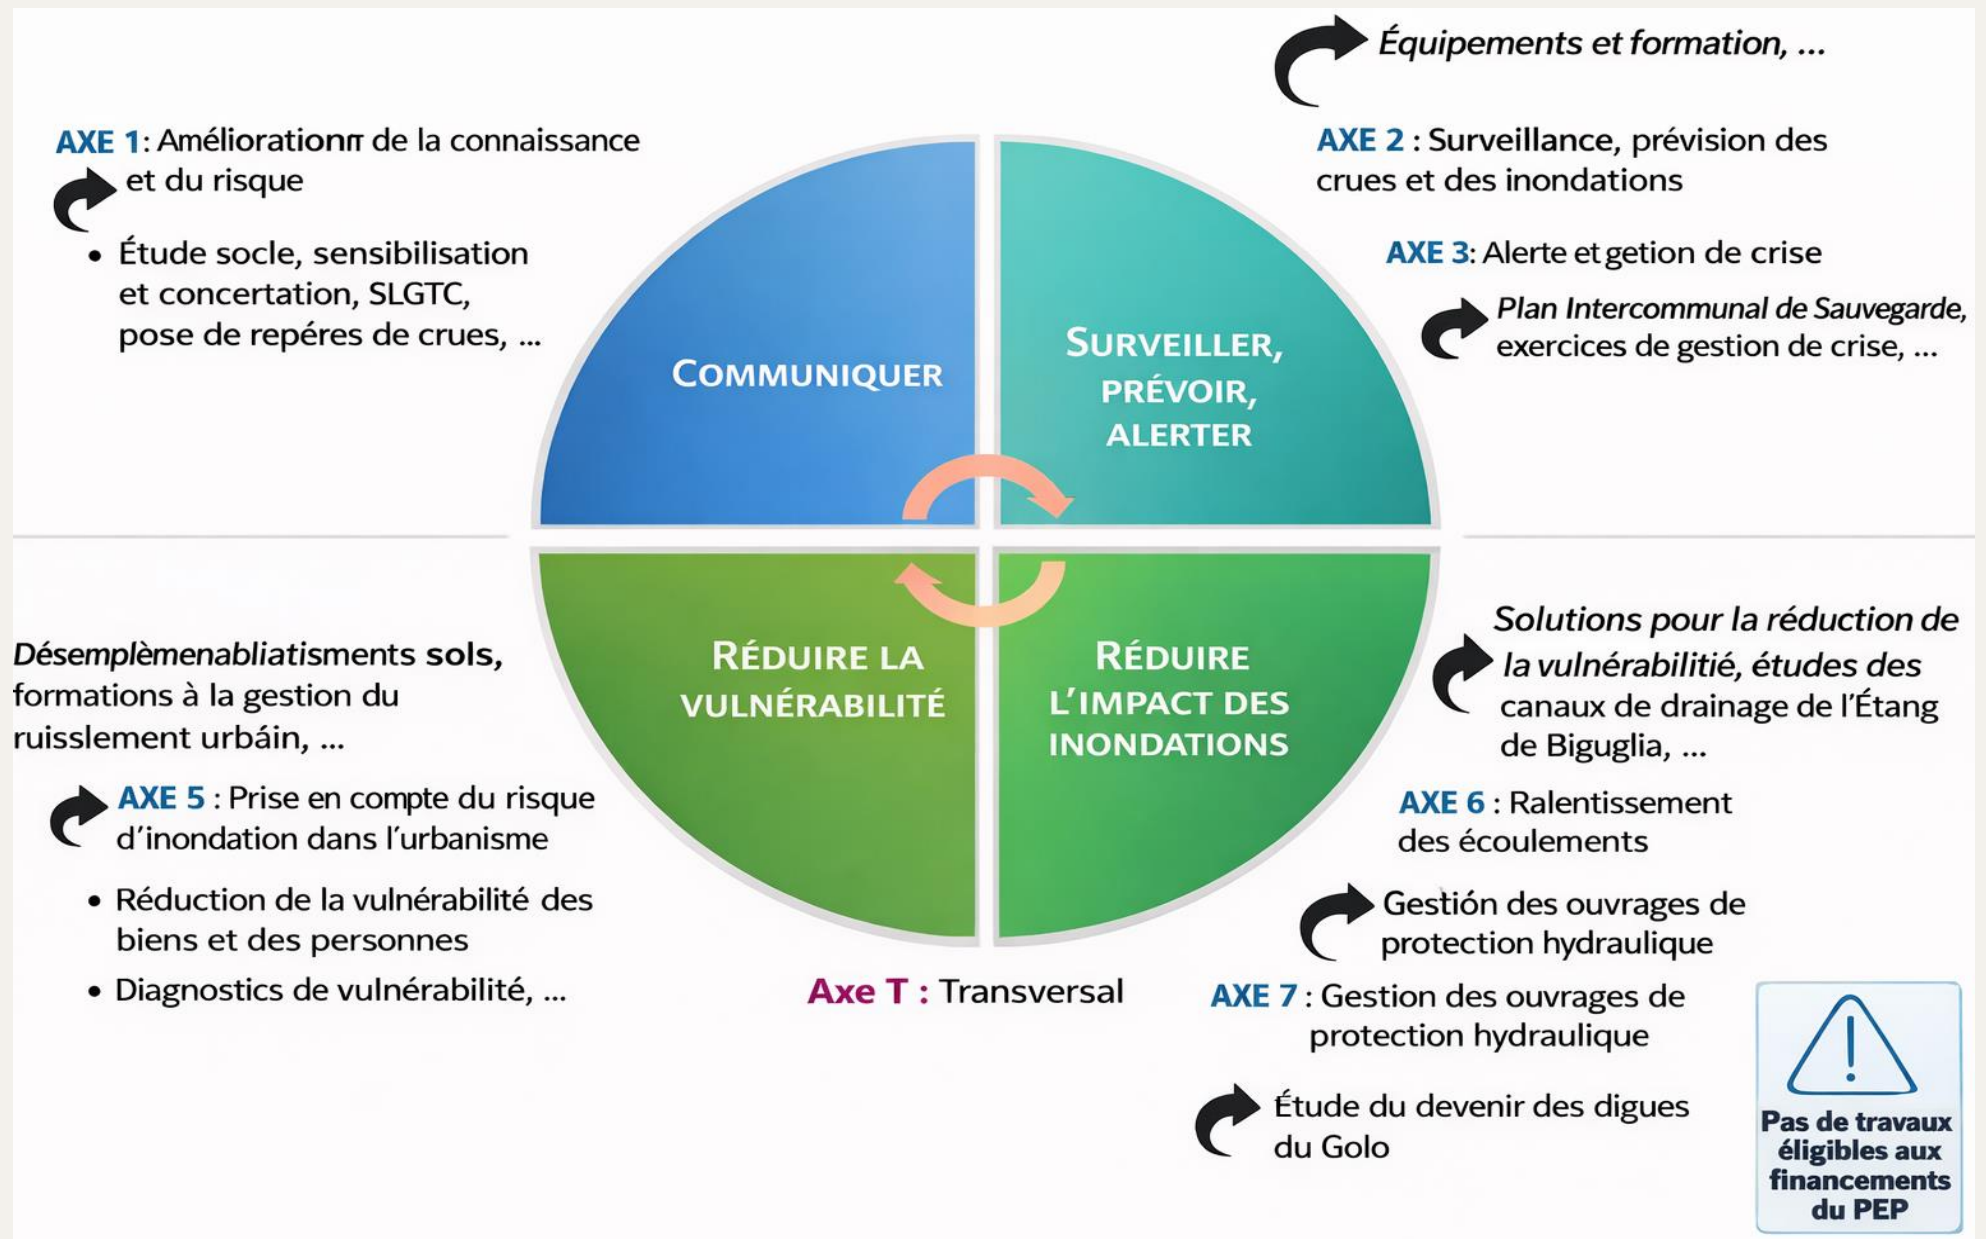 Équipements et formation, ...
AXE 1: Améliorationπ de la connaissance
et du risque
• Étude socle, sensibilisation
et concertation, SLGTC,
pose de repéres de crues, ...
AXE 2 : Surveillance, prévision des
crues et des inondations
AXE 3: Alerte et getion de crise
Plan Intercommunal de Sauvegarde,
exercices de gestion de crise, ...
COMMUNIQUER
SURVEILLER,
PRÉVOIR,
ALERTER
RÉDUIRE LA
VULNÉRABILITÉ
RÉDUIRE
L'IMPACT DES
INONDATIONS
Désemplèmenabliatisments sols,
formations à la gestion du
ruisslement urbáin, ...
AXE 5 : Prise en compte du risque
d'inondation dans l'urbanisme
• Réduction de la vulnérabilité des
biens et des personnes
• Diagnostics de vulnérabilité, ...
Solutions pour la réduction de
la vulnérabilitié, études des
canaux de drainage de l'Étang
de Biguglia, ...
AXE 6 : Ralentissement
des écoulements
Gestión des ouvrages de
protection hydraulique
Axe T : Transversal
AXE 7 : Gestion des ouvrages de
protection hydraulique
Étude du devenir des digues
du Golo
Pas de travaux
éligibles aux
financements
du PEP